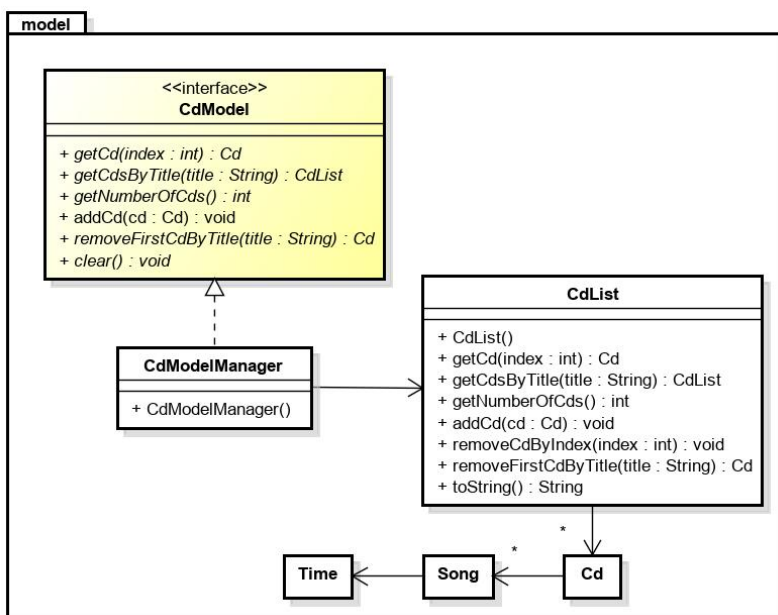 model
<<interface>>
CdModel
+ getCd(index : int) : Cd
+ getCdsByTitle(title : String) : CdList
+ getNumberOfCds() : int
+ addCd(cd : Cd) : void
+ removeFirstCdByTitle(title : String) : Cd
+ clear() : void
CdModelManager
+ CdModelManager()
CdList
+ CdList()
+ getCd(index : int) : Cd
+ getCdsByTitle(title : String) : CdList
+ getNumberOfCds() : int
+ addCd(cd : Cd) : void
+ removeCdByIndex(index : int) : void
+ removeFirstCdByTitle(title : String) : Cd
+ toString() : String
*
*
Time
Song
Cd